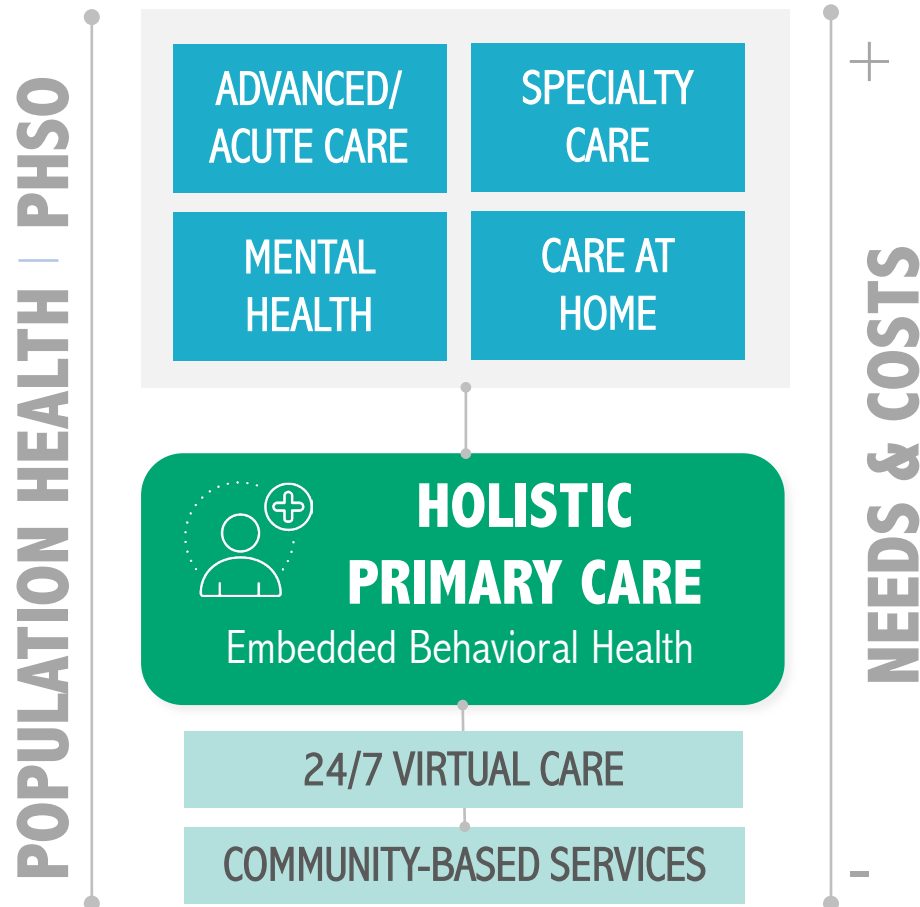 POPULATION HEALTH | PHSO
ADVANCED/
ACUTE CARE
SPECIALTY
CARE
MENTAL
HEALTH
CARE AT
HOME
HOLISTIC
PRIMARY CARE
Embedded Behavioral Health
24/7 VIRTUAL CARE
COMMUNITY-BASED SERVICES
+
NEEDS & COSTS
-